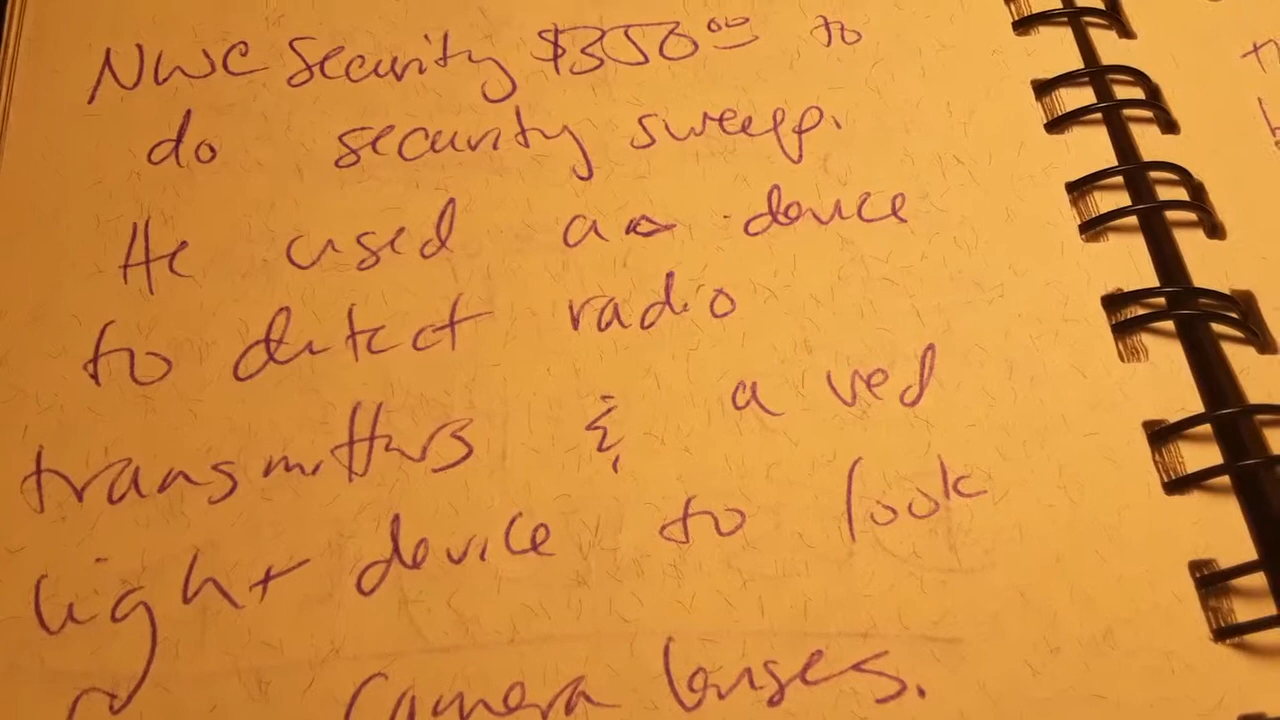 NWC Security $350.00 to
do security sweep.
He used a device
to detect radio
transmitters & a red
light device to look
camera lenses.